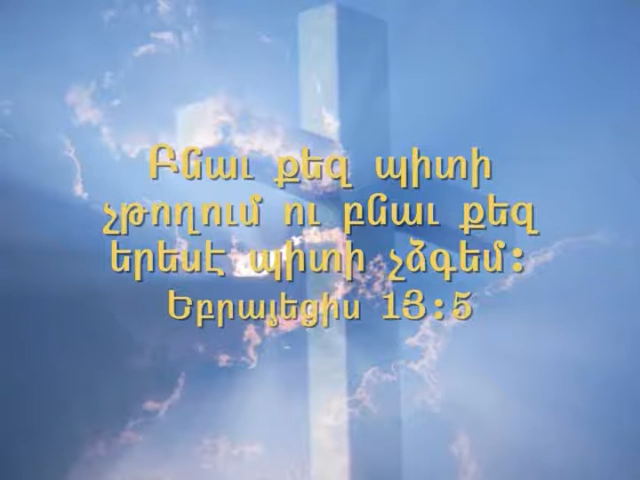 Բնաւ քեզ պիտի
չթողում ու բնաւ քեզ
երեսէ պիտի չձգեմ:
Եբրայեցիս 13:5